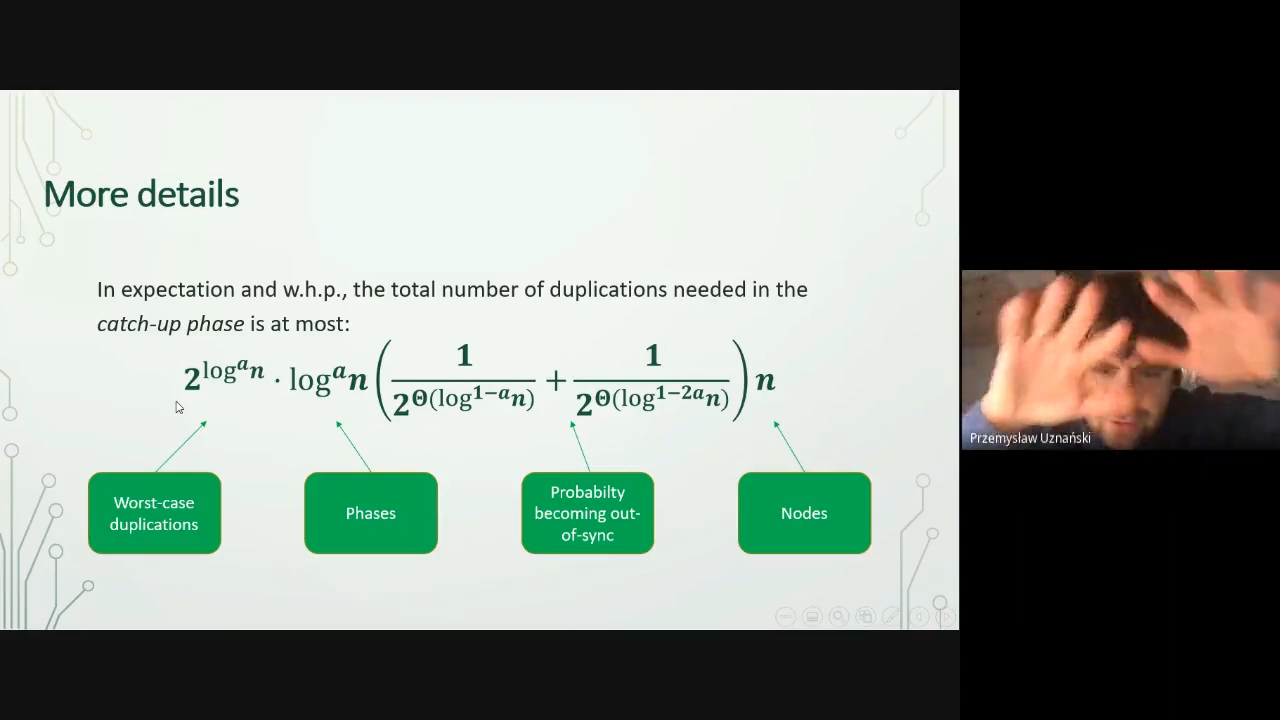 More details
In expectation and w.h.p., the total number of duplications needed in the
catch-up phase is at most:
2^{log^a n} · log^a n ( 1 / 2^{Θ(log^{1−a} n)} + 1 / 2^{Θ(log^{1−2a} n)} ) n
Worst-case
duplications
Phases
Probabilty
becoming out-
of-sync
Nodes
Przemysław Uznański